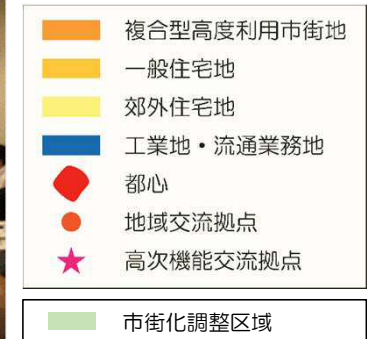 複合型高度利用市街地
一般住宅地
郊外住宅地
工業地・流通業務地
都心
地域交流拠点
高次機能交流拠点
市街化調整区域